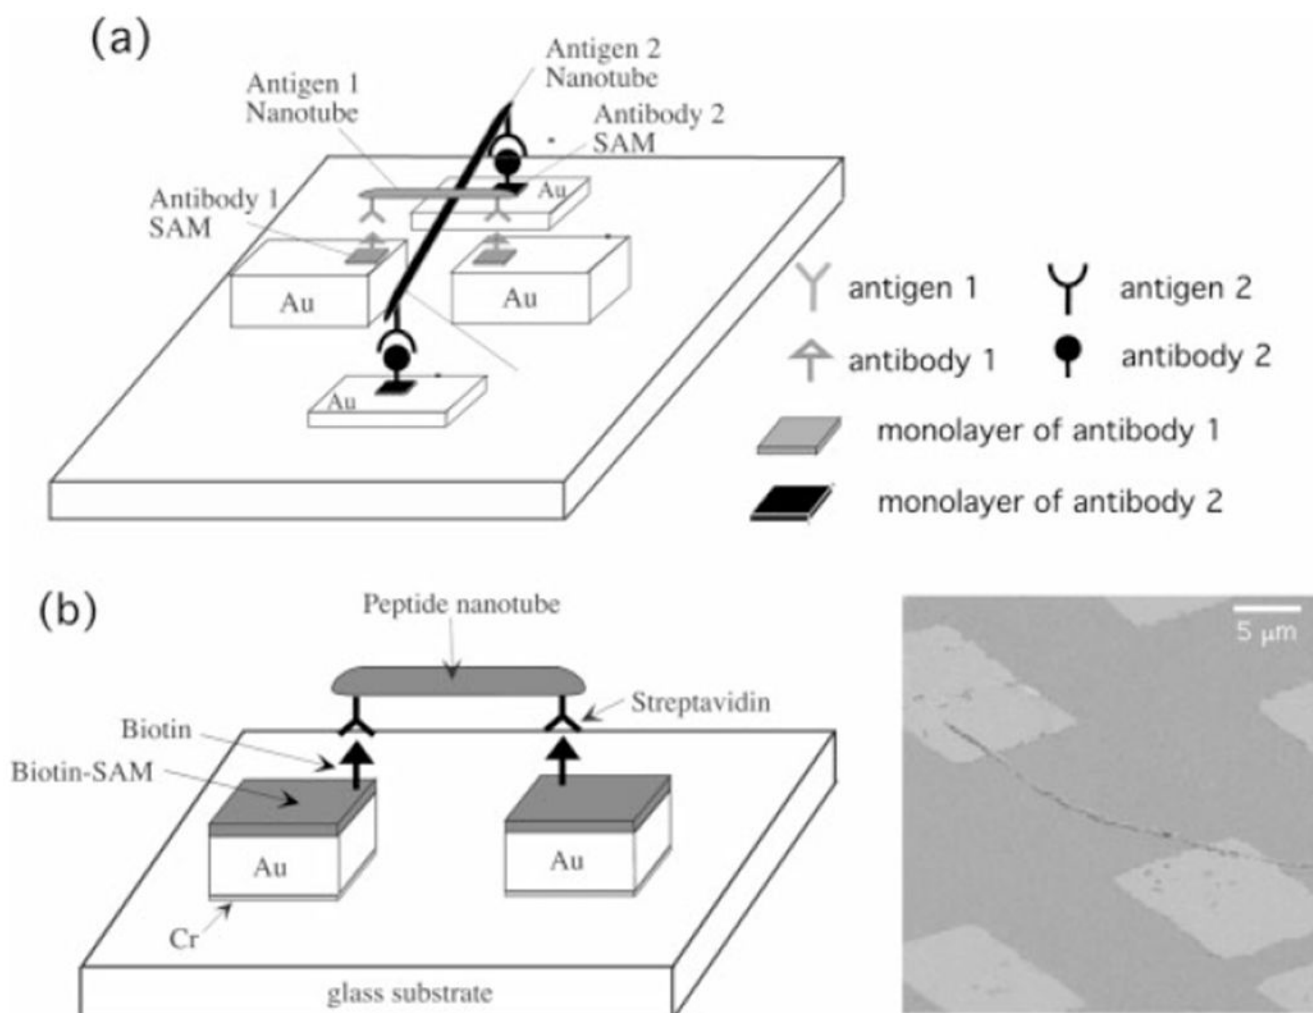 (a)
Antigen 2
Nanotube
Antigen 1
Nanotube
Antibody 2
SAM
Antibody 1
SAM
Au
Au
Au
Au
antigen 1
antigen 2
antibody 1
antibody 2
monolayer of antibody 1
monolayer of antibody 2
(b)
Peptide nanotube
5 μm
Streptavidin
Biotin
Biotin-SAM
Au
Au
Cr
glass substrate